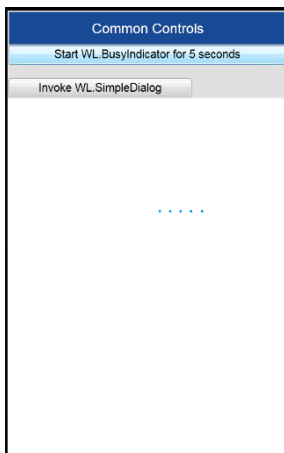 Common Controls
Start WL.BusyIndicator for 5 seconds
Invoke WL.SimpleDialog